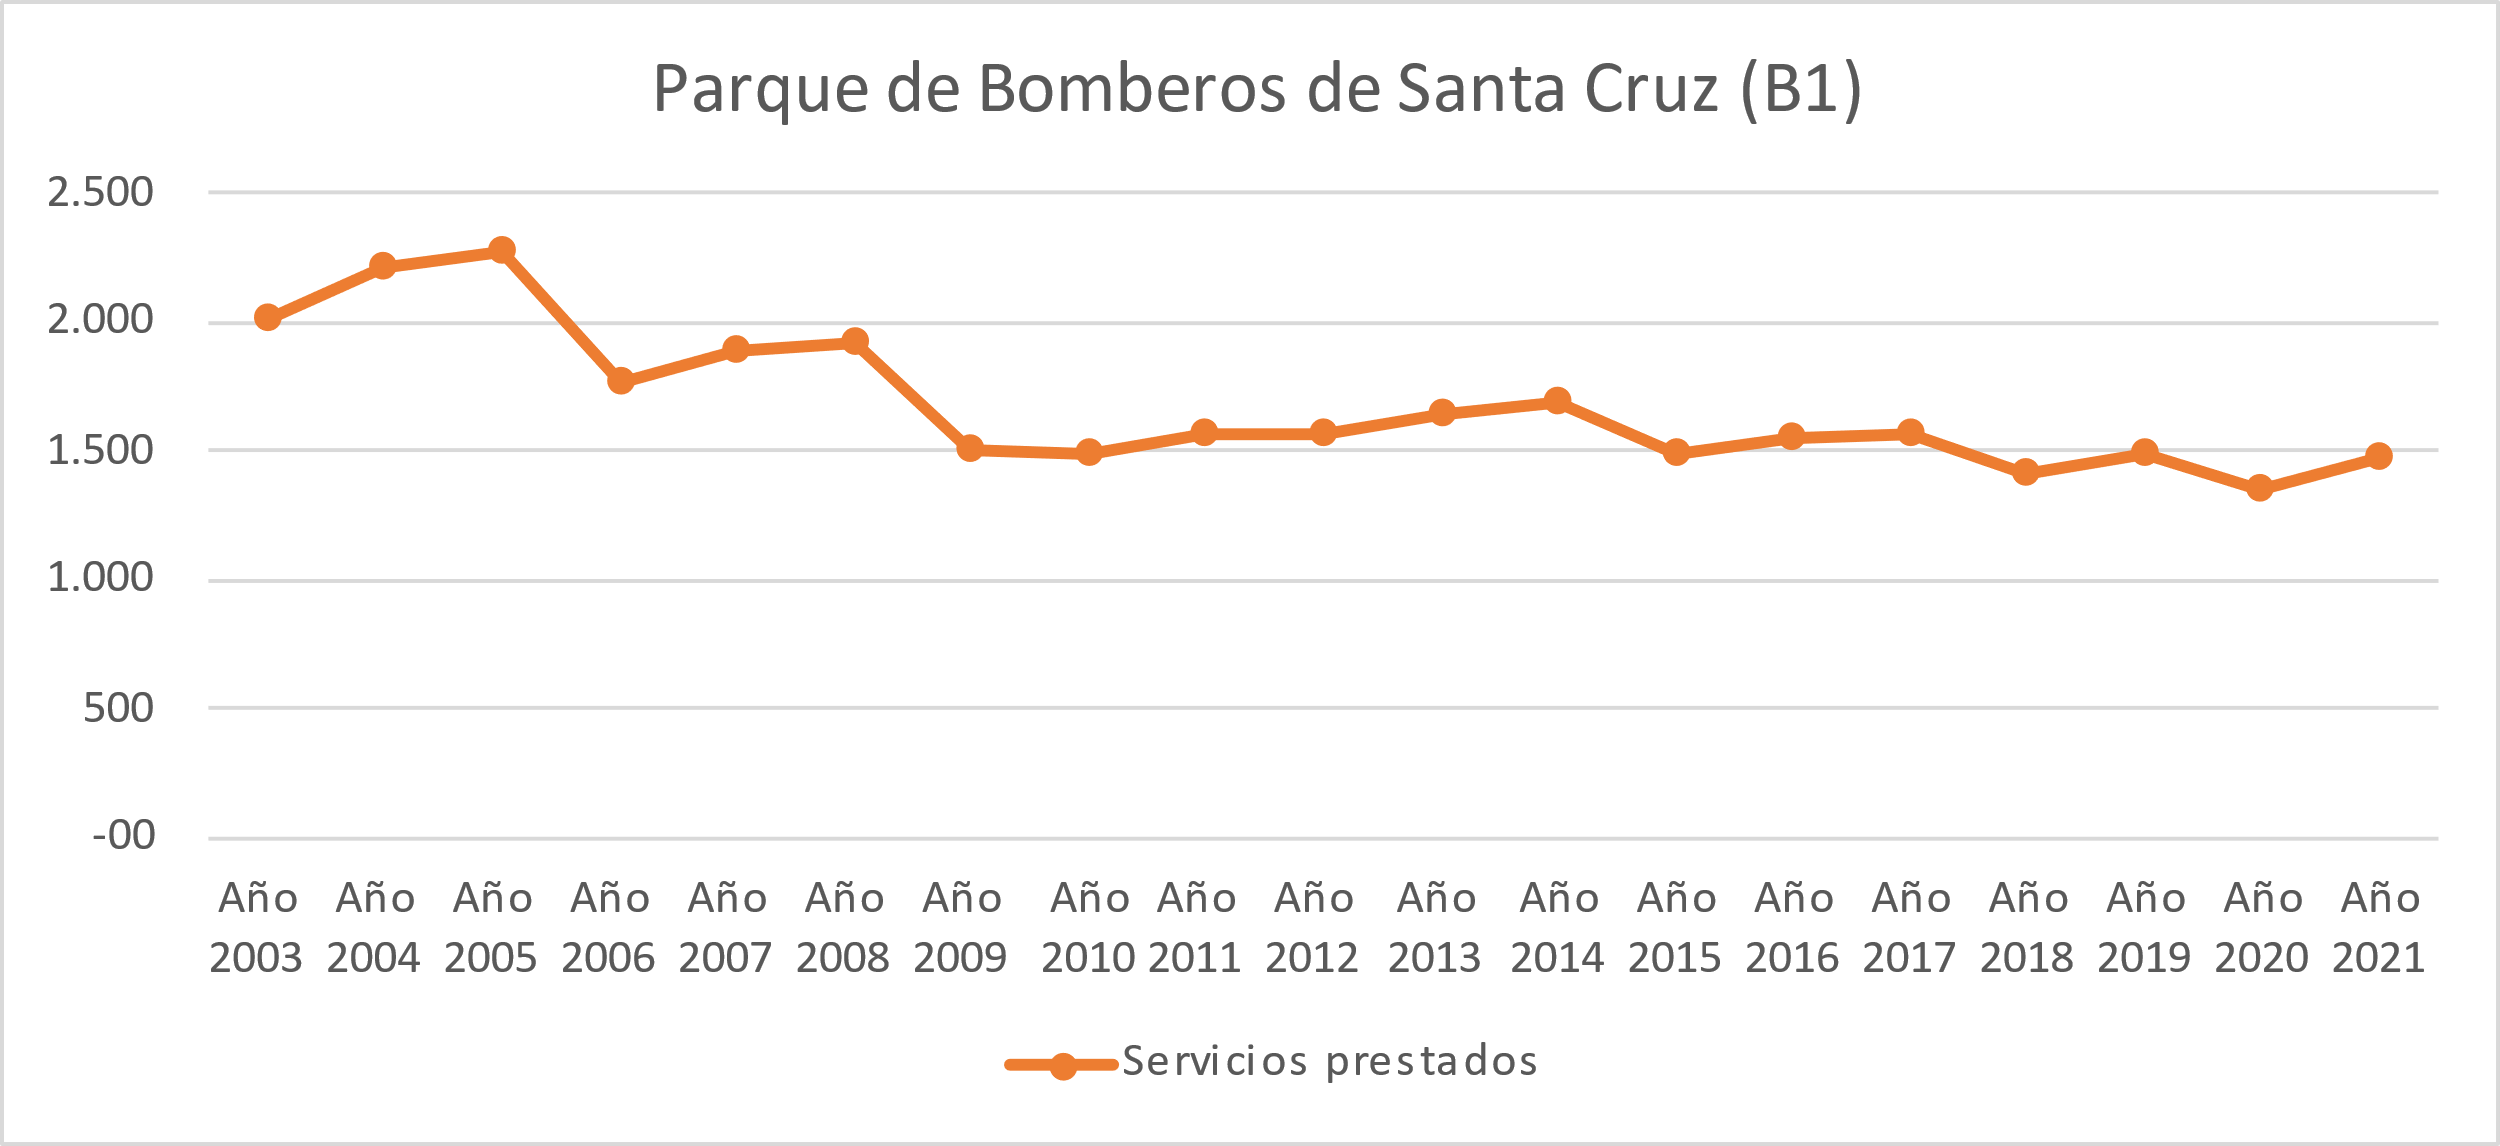 Parque de Bomberos de Santa Cruz (B1)
2.500
2.000
1.500
1.000
500
-00
Año 2003
Año 2004
Año 2005
Año 2006
Año 2007
Año 2008
Año 2009
Año 2010
Año 2011
Año 2012
Año 2013
Año 2014
Año 2015
Año 2016
Año 2017
Año 2018
Año 2019
Año 2020
Año 2021
Servicios prestados